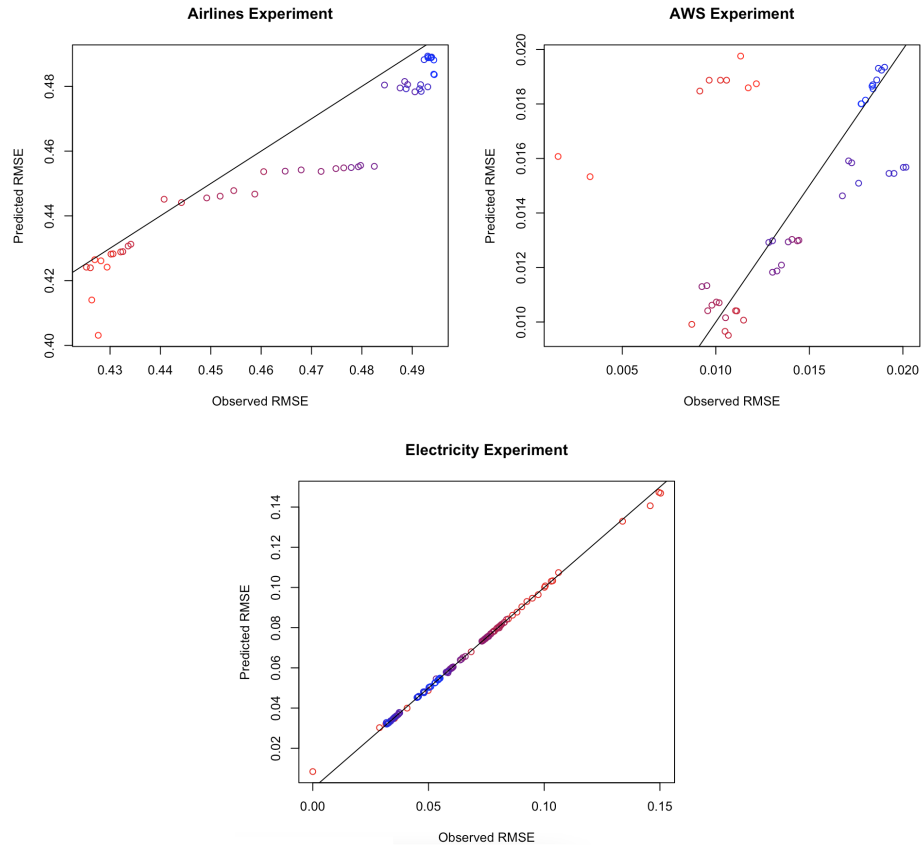 Airlines Experiment
Predicted RMSE
0.48
0.46
0.44
0.42
0.40
0.43 0.44 0.45 0.46 0.47 0.48 0.49
Observed RMSE
AWS Experiment
Predicted RMSE
0.020
0.018
0.016
0.014
0.012
0.010
0.005 0.010 0.015 0.020
Observed RMSE
Electricity Experiment
Predicted RMSE
0.14
0.12
0.10
0.08
0.06
0.04
0.02
0.00 0.05 0.10 0.15
Observed RMSE